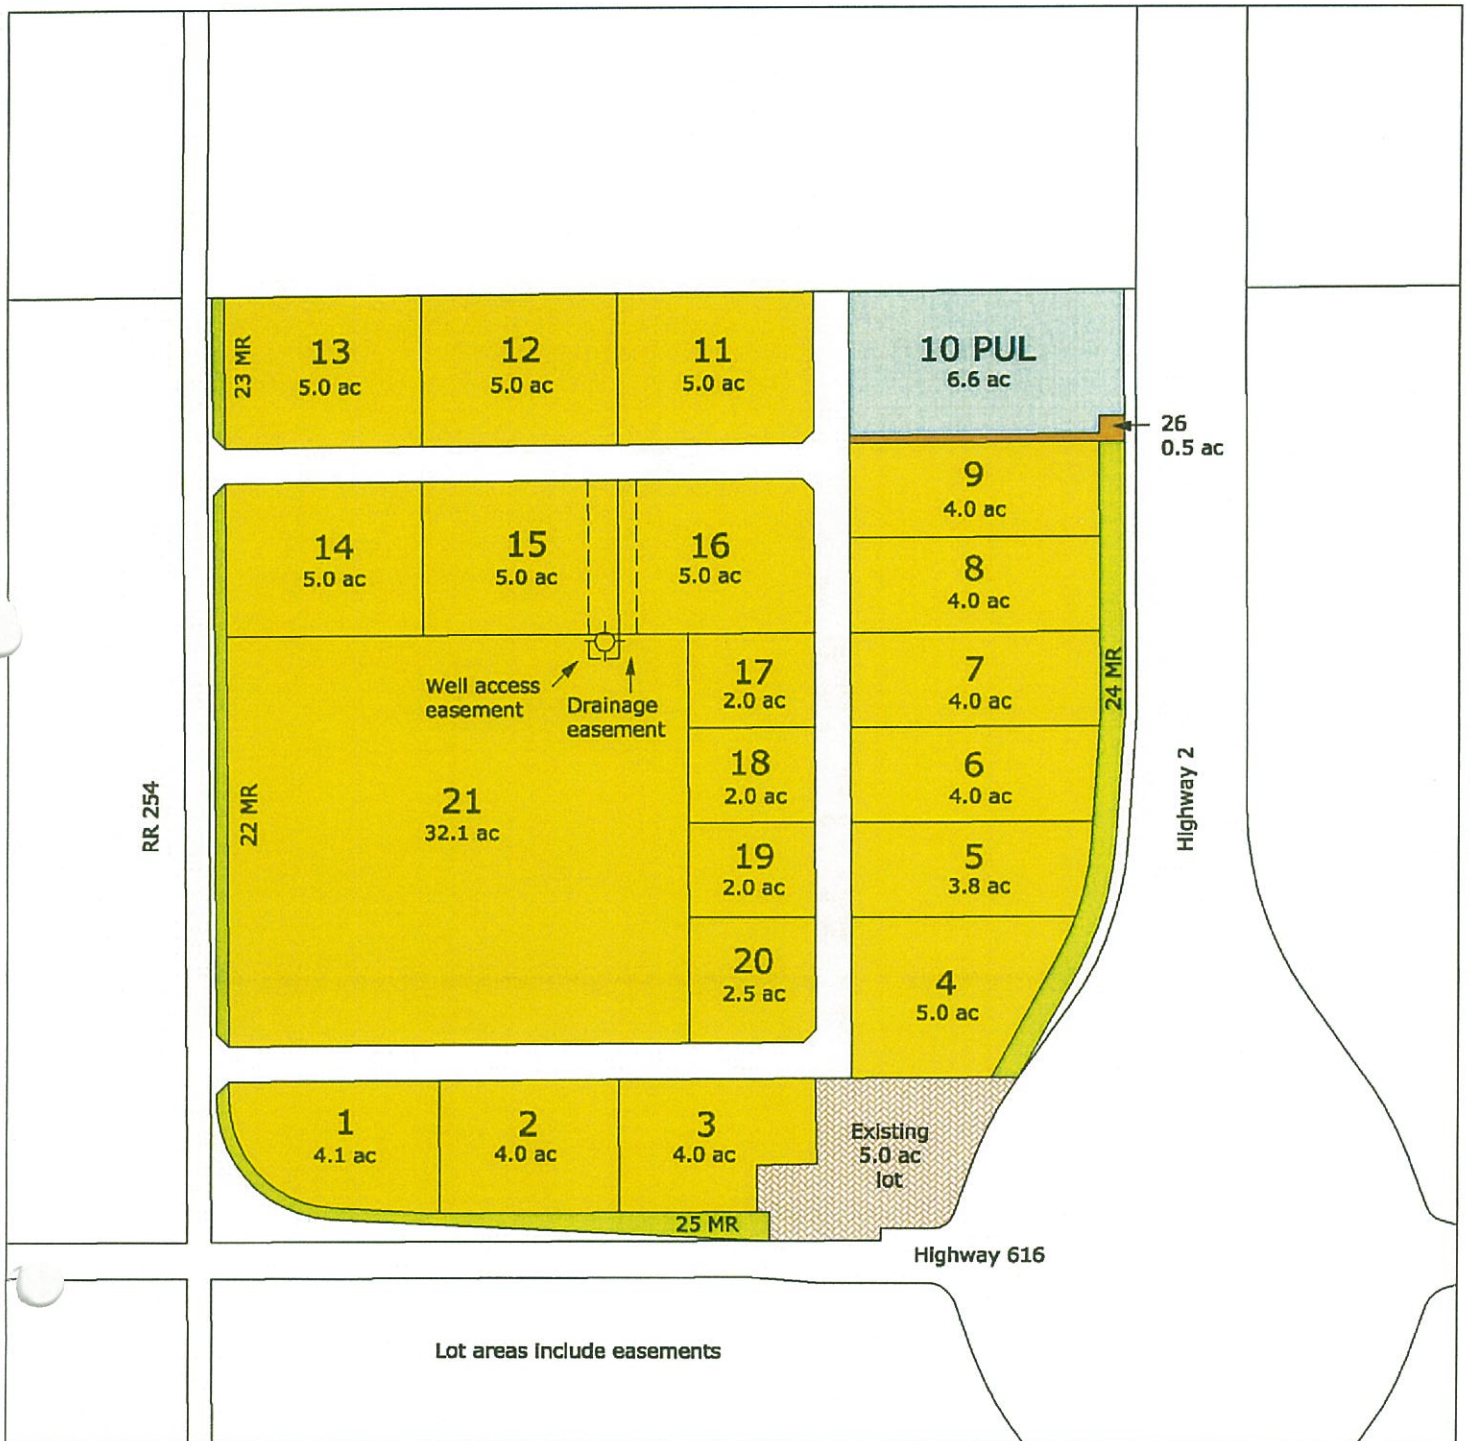 13
5.0 ac
12
5.0 ac
11
5.0 ac
10 PUL
6.6 ac
23 MR
26
0.5 ac
9
4.0 ac
14
5.0 ac
15
5.0 ac
16
5.0 ac
8
4.0 ac
Well access
easement
Drainage
easement
17
2.0 ac
7
4.0 ac
24 MR
18
2.0 ac
6
4.0 ac
RR 254
22 MR
21
32.1 ac
Highway 2
19
2.0 ac
5
3.8 ac
20
2.5 ac
4
5.0 ac
1
4.1 ac
2
4.0 ac
3
4.0 ac
Existing
5.0 ac
lot
25 MR
Highway 616
Lot areas include easements